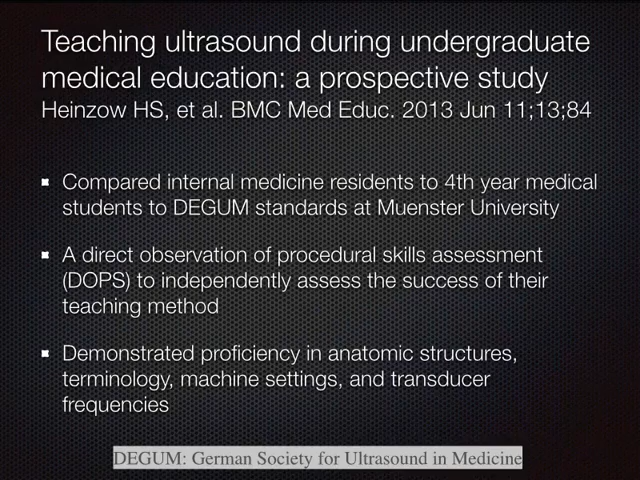 Teaching ultrasound during undergraduate
medical education: a prospective study
Heinzow HS, et al. BMC Med Educ. 2013 Jun 11;13;84
Compared internal medicine residents to 4th year medical
students to DEGUM standards at Muenster University
A direct observation of procedural skills assessment
(DOPS) to independently assess the success of their
teaching method
Demonstrated proficiency in anatomic structures,
terminology, machine settings, and transducer
frequencies
DEGUM: German Society for Ultrasound in Medicine